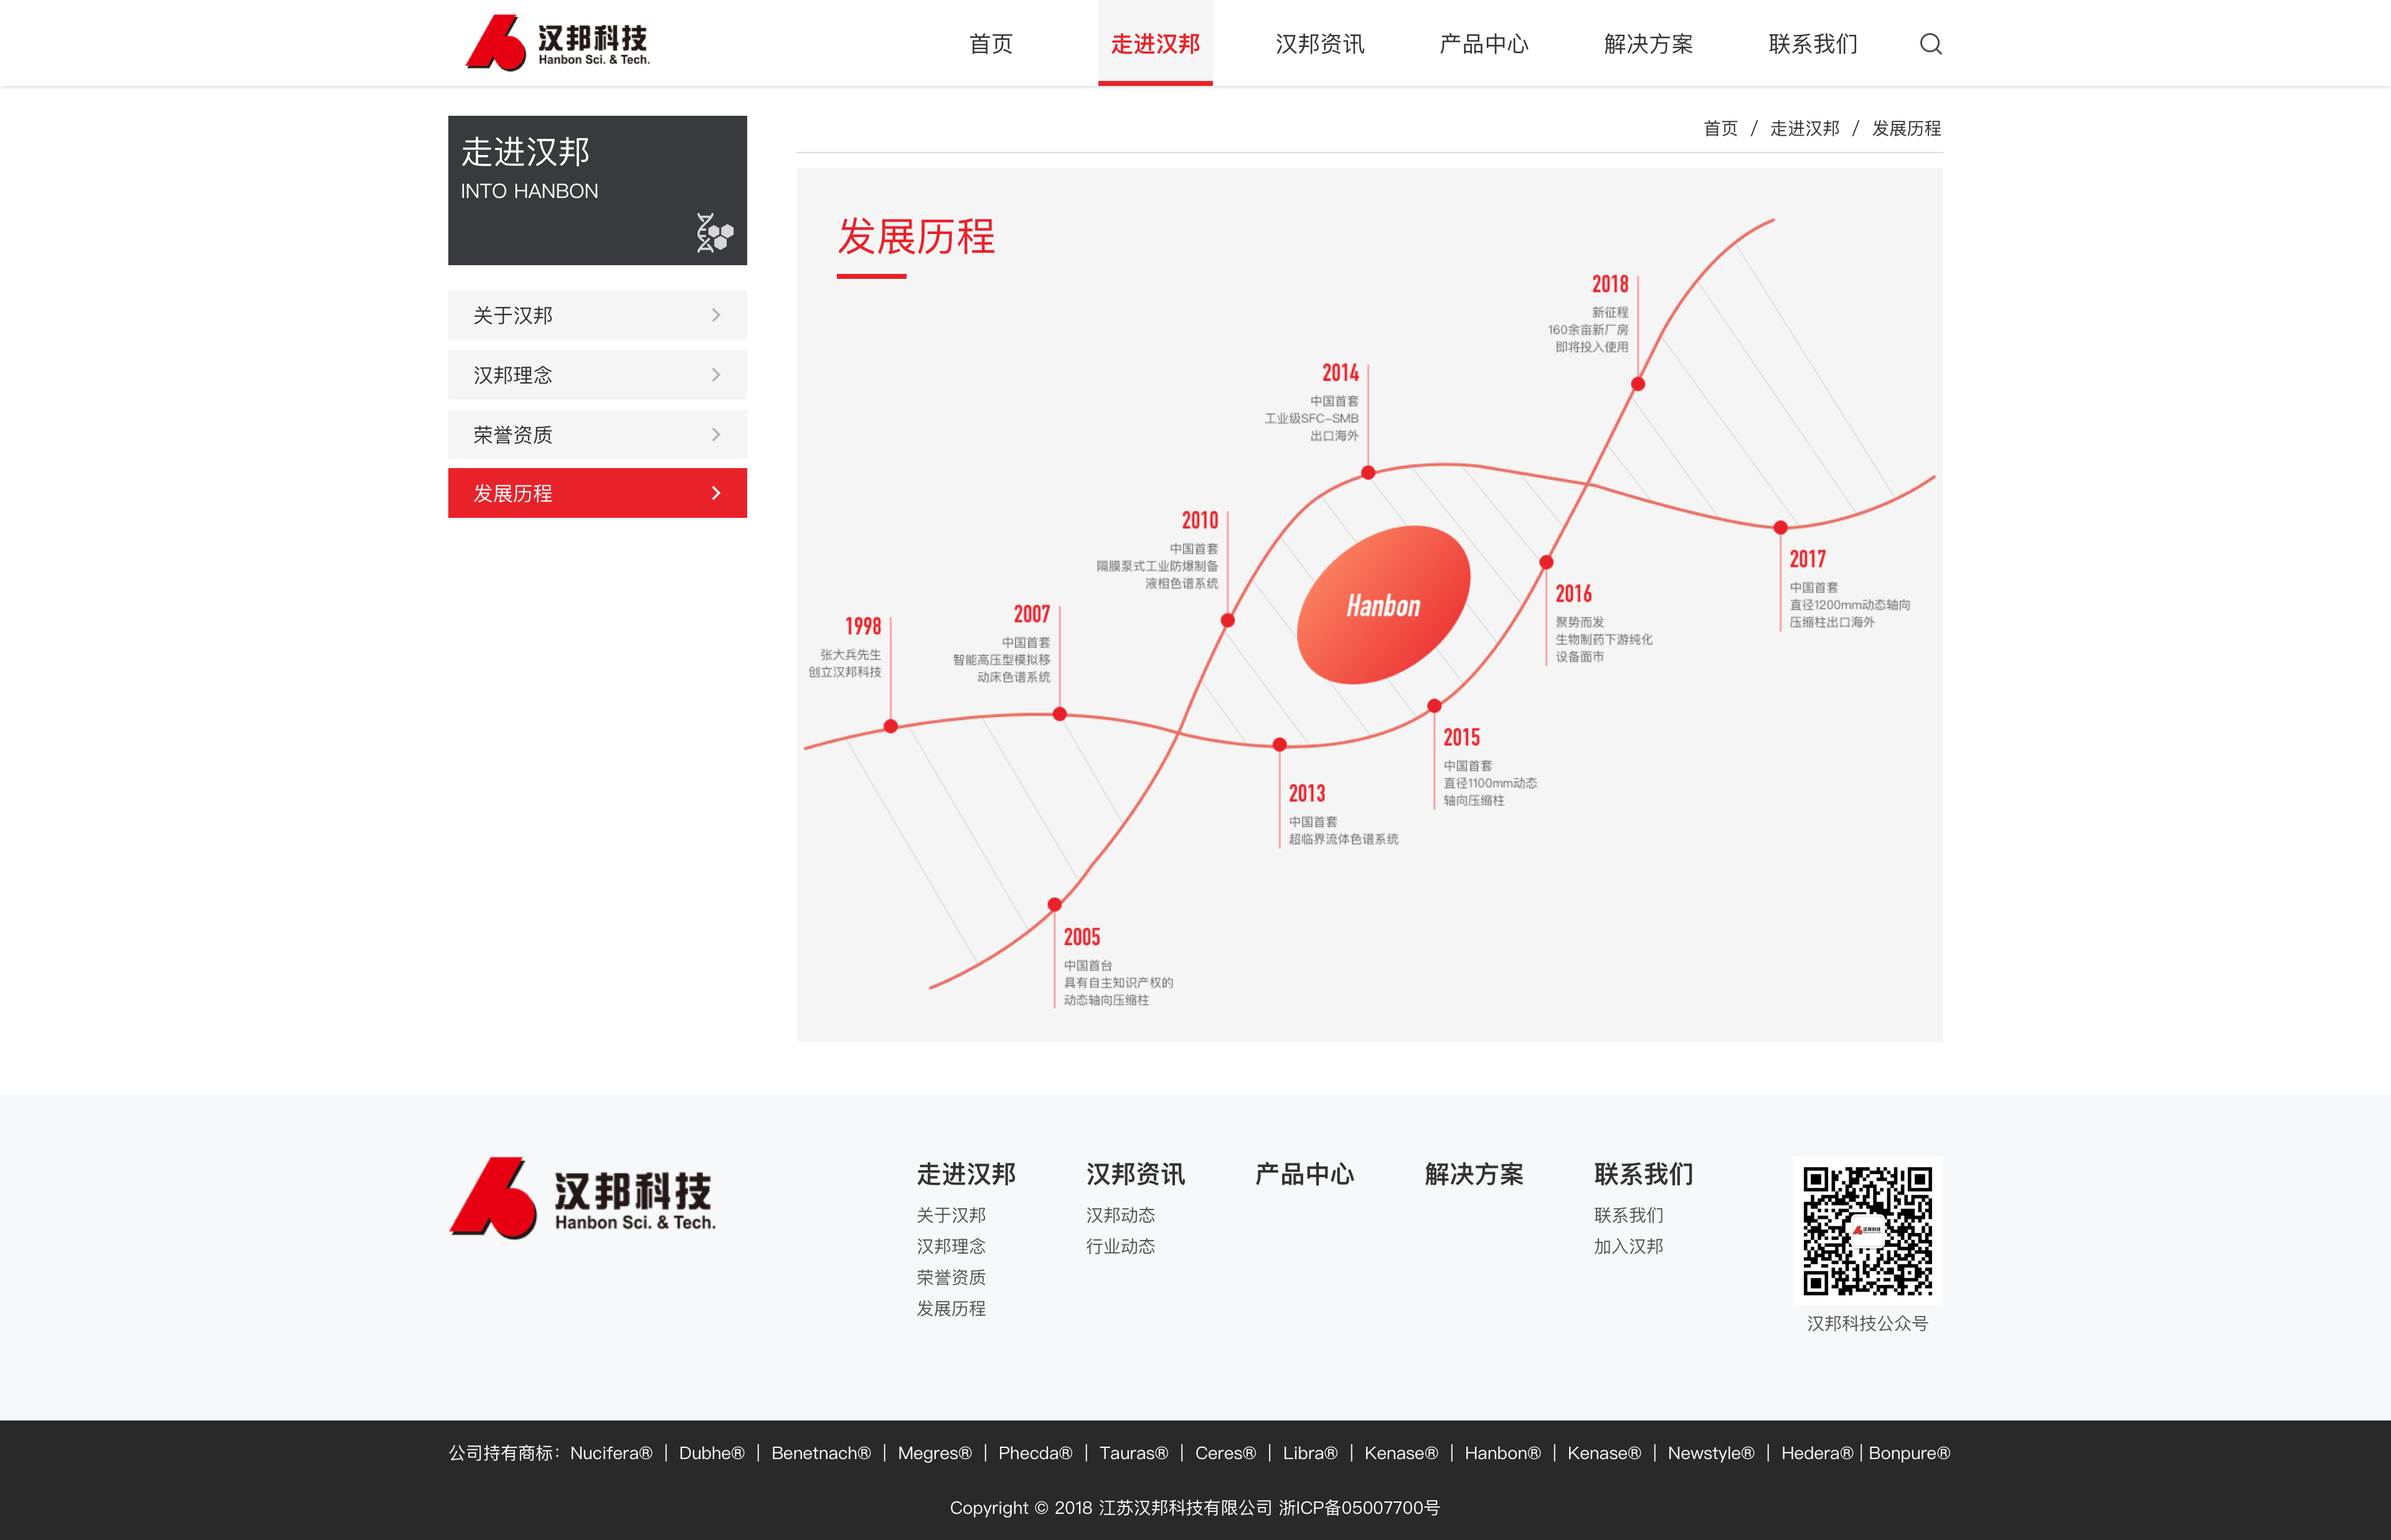 汉邦科技
Hanbon Sci. & Tech.
首页
走进汉邦
汉邦资讯
产品中心
解决方案
联系我们
走进汉邦
INTO HANBON
关于汉邦
汉邦理念
荣誉资质
发展历程
首页 / 走进汉邦 / 发展历程
发展历程
1998
张大兵先生
创立汉邦科技
2005
中国首台
具有自主知识产权的
动态轴向压缩柱
2007
中国首套
智能高压型模拟移
动床色谱系统
2010
中国首套
隔膜泵式工业防爆制备
液相色谱系统
2013
中国首套
超临界流体色谱系统
2014
中国首套
工业级SFC-SMB
出口海外
2015
中国首套
直径1100mm动态
轴向压缩柱
2016
聚势而发
生物制药下游纯化
设备面市
2017
中国首套
直径1200mm动态轴向
压缩柱出口海外
2018
新征程
160余亩新厂房
即将投入使用
Hanbon
汉邦科技
Hanbon Sci. & Tech.
走进汉邦
关于汉邦
汉邦理念
荣誉资质
发展历程
汉邦资讯
汉邦动态
行业动态
产品中心
解决方案
联系我们
联系我们
加入汉邦
汉邦科技
汉邦科技公众号
公司持有商标：Nucifera® | Dubhe® | Benetnach® | Megres® | Phecda® | Tauras® | Ceres® | Libra® | Kenase® | Hanbon® | Kenase® | Newstyle® | Hedera® | Bonpure®
Copyright © 2018 江苏汉邦科技有限公司 浙ICP备05007700号